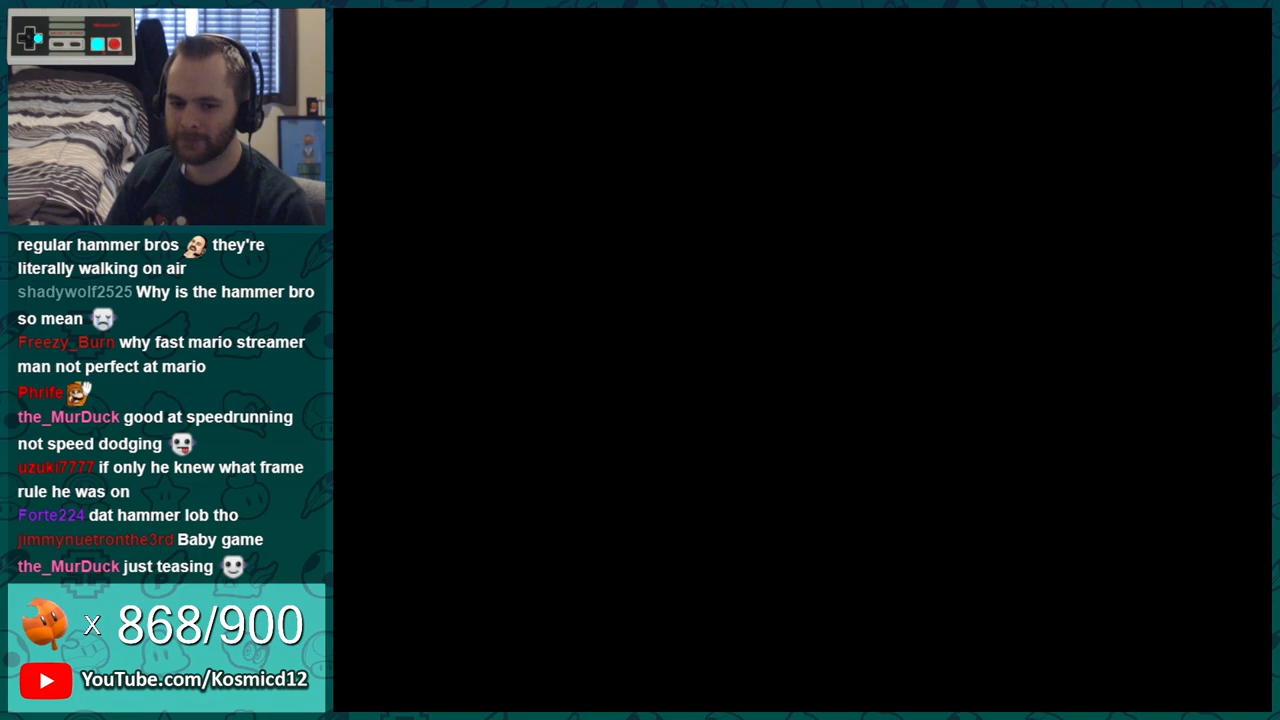 regular hammer bros they're
literally walking on air
shadywolf2525 Why is the hammer bro
so mean
Freezy_Burn why fast mario streamer
man not perfect at mario
Phrife
the_MurDuck good at speedrunning
not speed dodging
uzuki7777 if only he knew what frame
rule he was on
Forte224 dat hammer lob tho
jimmynuetronthe3rd Baby game
the_MurDuck just teasing
x 868/900
YouTube.com/Kosmicd12